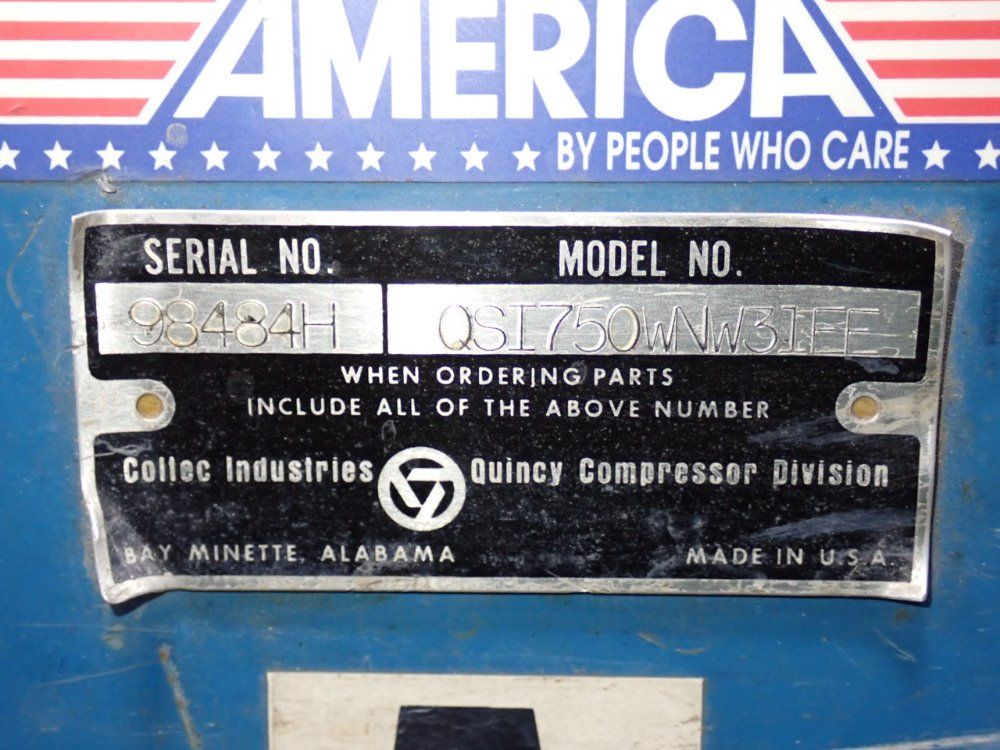 AMERICA
BY PEOPLE WHO CARE
SERIAL NO. MODEL NO.
98484H QSI750WNW31EE
WHEN ORDERING PARTS
INCLUDE ALL OF THE ABOVE NUMBER
Coltec Industries Quincy Compressor Division
BAY MINETTE, ALABAMA MADE IN U.S.A.